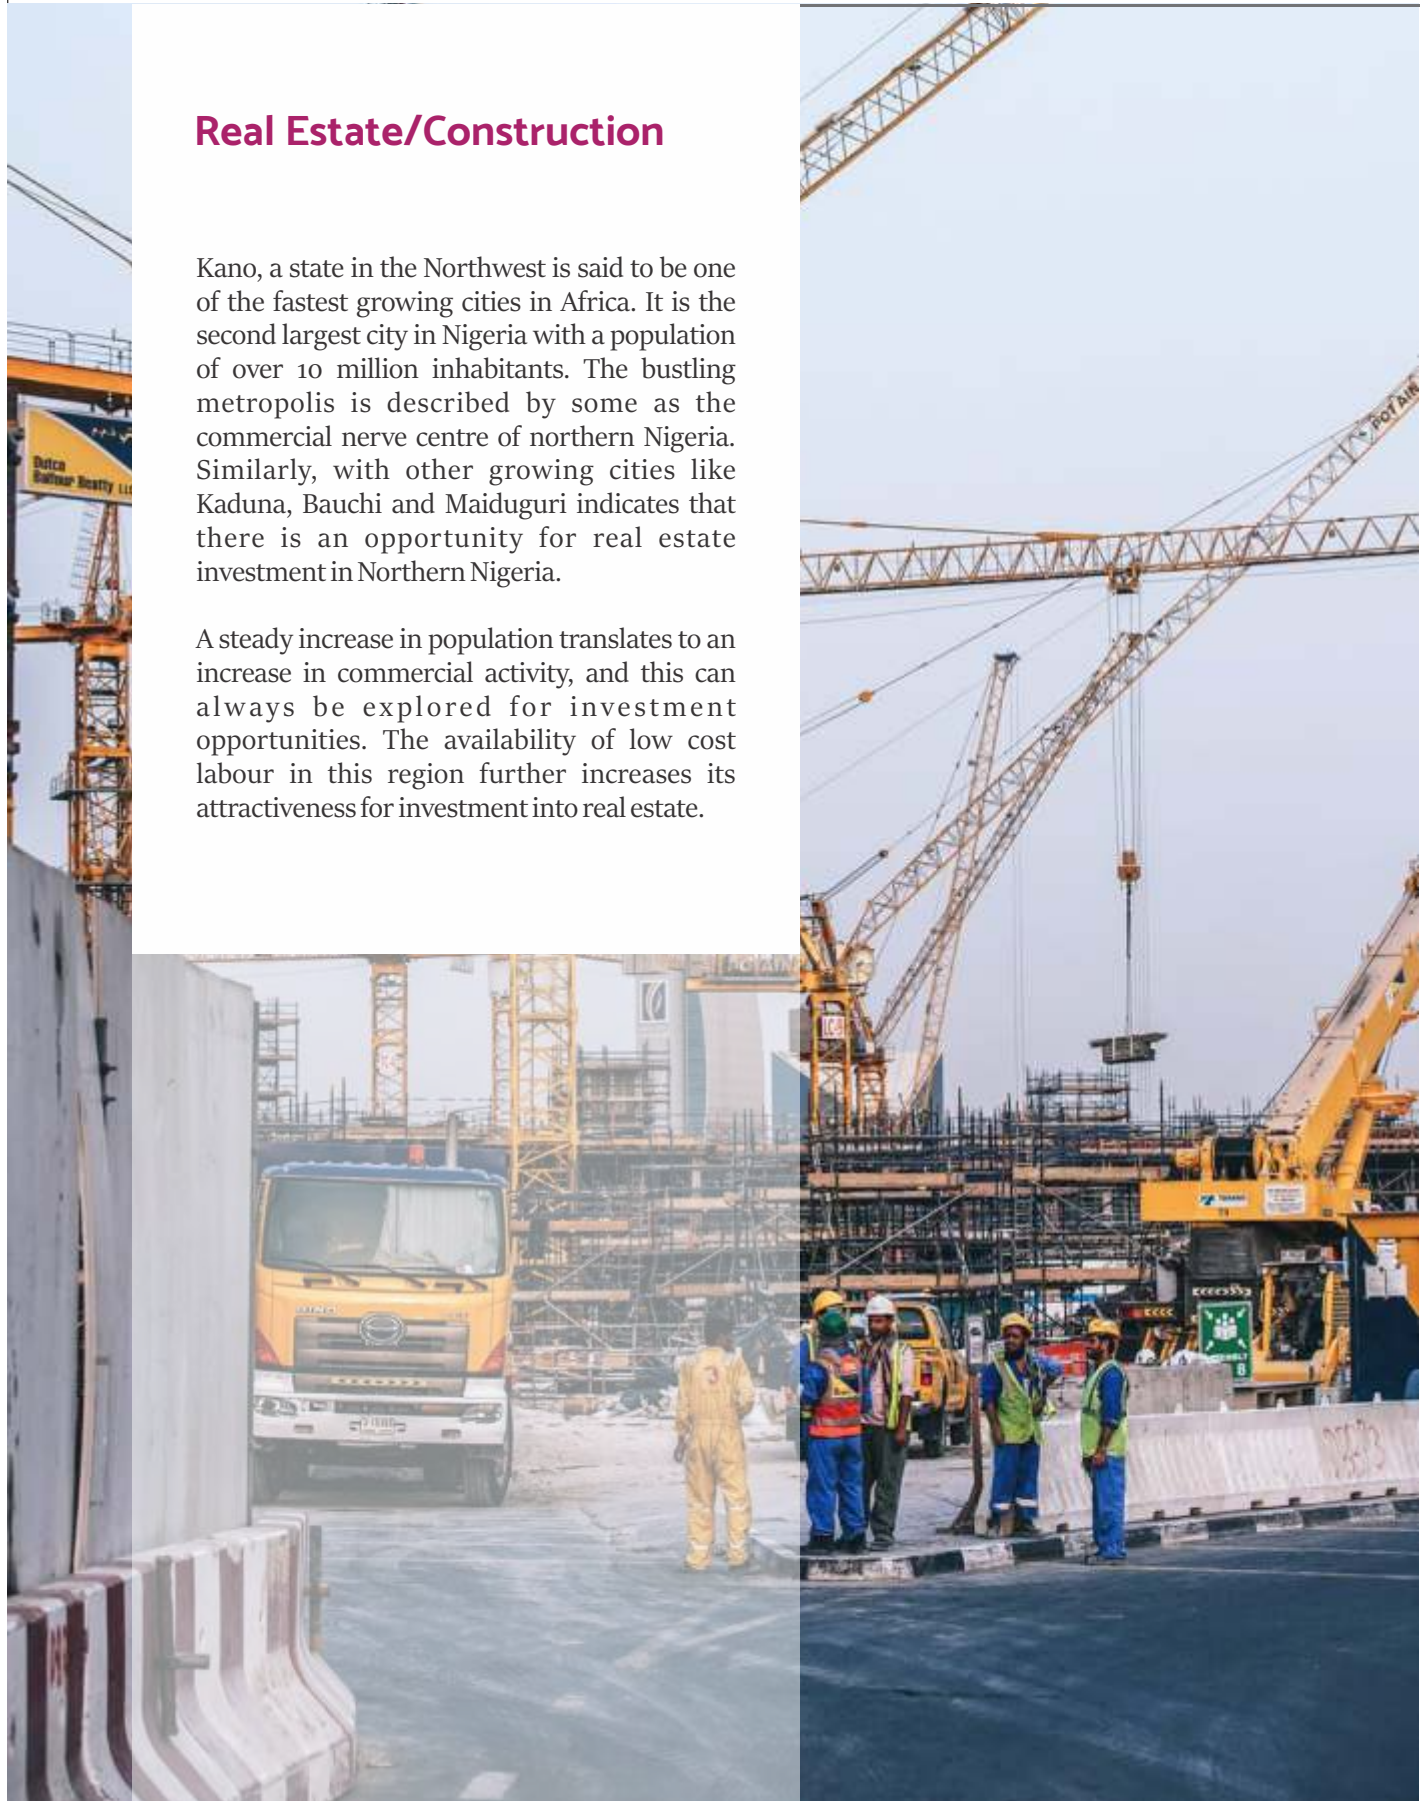 Real Estate/Construction
Kano, a state in the Northwest is said to be one
of the fastest growing cities in Africa. It is the
second largest city in Nigeria with a population
of over 10 million inhabitants. The bustling
metropolis is described by some as the
commercial nerve centre of northern Nigeria.
Similarly, with other growing cities like
Kaduna, Bauchi and Maiduguri indicates that
there is an opportunity for real estate
investment in Northern Nigeria.
A steady increase in population translates to an
increase in commercial activity, and this can
always be explored for investment
opportunities. The availability of low cost
labour in this region further increases its
attractiveness for investment into real estate.
Dutco
Balfour Beatty LLC
POTAIN
POTAIN
3
B